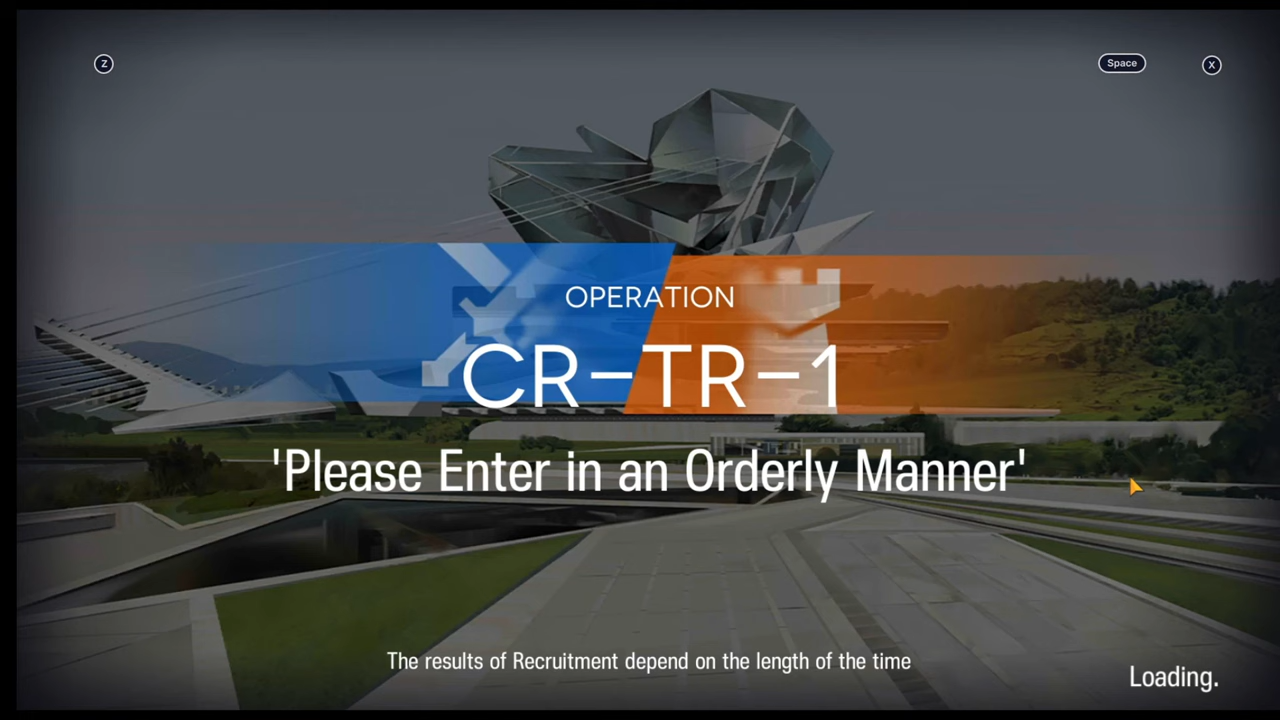 Z
Space
X
OPERATION
CR-TR-1
'Please Enter in an Orderly Manner'
The results of Recruitment depend on the length of the time
Loading.